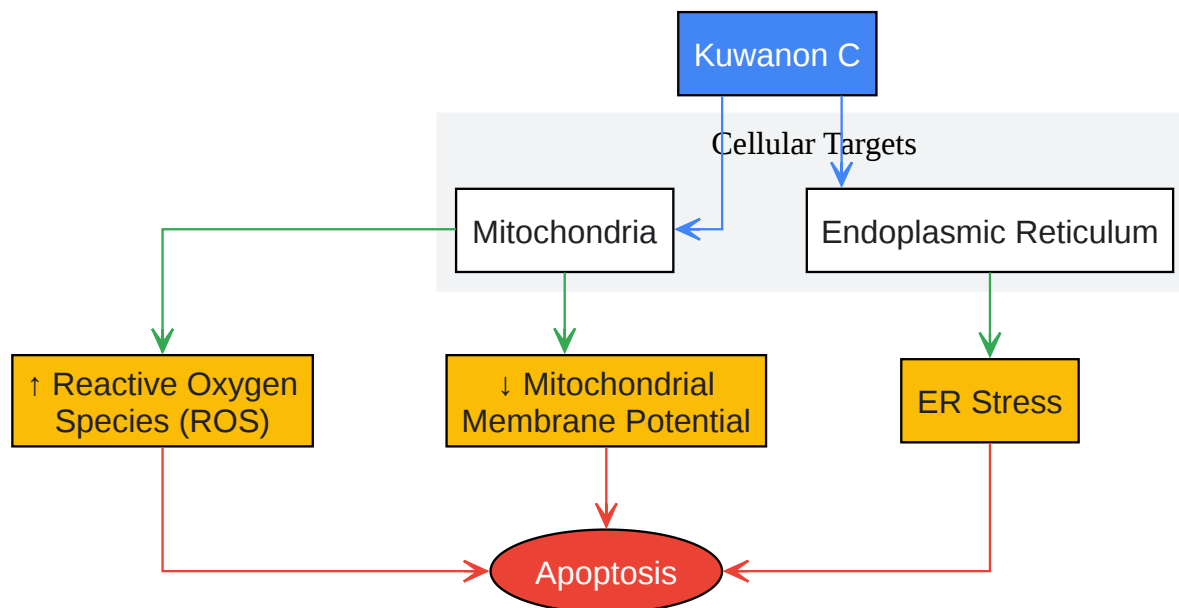 Kuwanon C
Cellular Targets
Mitochondria
Endoplasmic Reticulum
↑ Reactive Oxygen
Species (ROS)
↓ Mitochondrial
Membrane Potential
ER Stress
Apoptosis